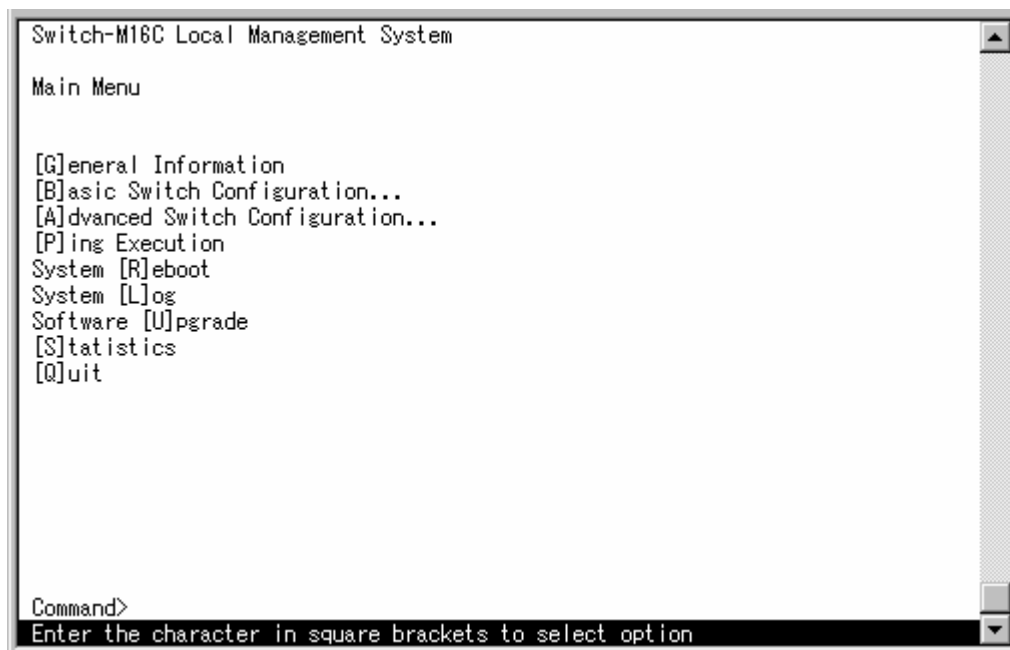 Switch-M16C Local Management System
Main Menu
[G]eneral Information
[B]asic Switch Configuration...
[A]dvanced Switch Configuration...
[P]ing Execution
System [R]eboot
System [L]og
Software [U]pgrade
[S]tatistics
[Q]uit
Command>
Enter the character in square brackets to select option